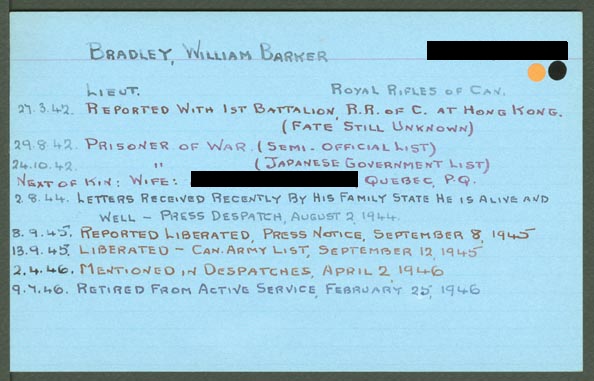 BRADLEY, WILLIAM BARKER
LIEUT. ROYAL RIFLES OF CAN.
27.3.42. REPORTED WITH 1ST BATTALION, R.R. OF C. AT HONG KONG.
(FATE STILL UNKNOWN)
29.8.42. PRISONER OF WAR. (SEMI-OFFICIAL LIST)
24.10.42. " (JAPANESE GOVERNMENT LIST)
NEXT OF KIN: WIFE: QUEBEC, P.Q.
2.8.44. LETTERS RECEIVED RECENTLY BY HIS FAMILY STATE HE IS ALIVE AND
WELL - PRESS DESPATCH, AUGUST 2, 1944.
8.9.45. REPORTED LIBERATED, PRESS NOTICE, SEPTEMBER 8, 1945
13.9.45. LIBERATED - CAN. ARMY LIST, SEPTEMBER 12, 1945
2.4.46. MENTIONED IN DESPATCHES, APRIL 2 1946
9.7.46. RETIRED FROM ACTIVE SERVICE, FEBRUARY 25, 1946